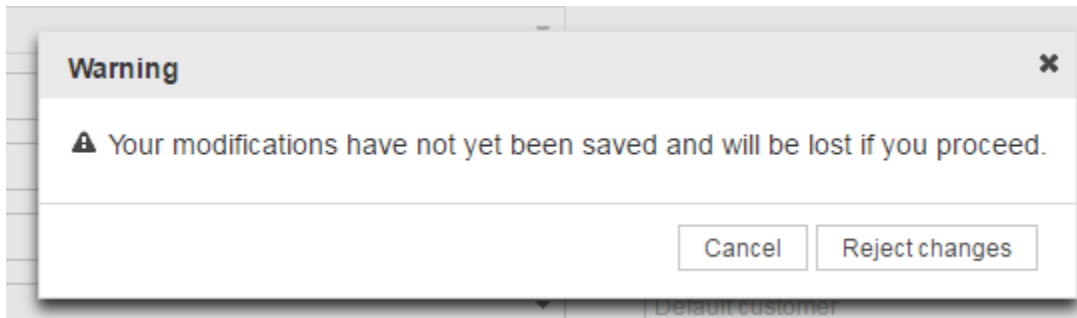 Warning
Your modifications have not yet been saved and will be lost if you proceed.
Cancel
Reject changes
Default customer